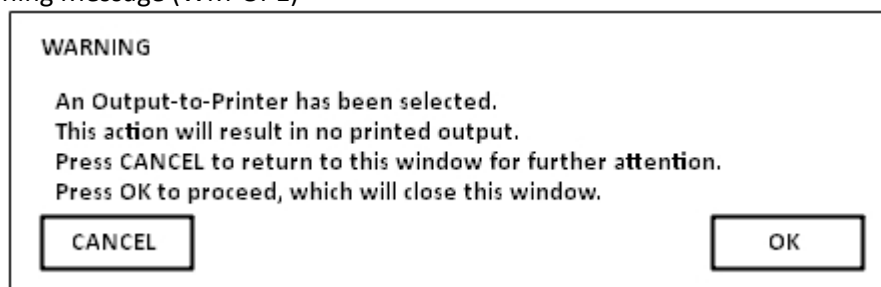 WARNING
An Output-to-Printer has been selected.
This action will result in no printed output.
Press CANCEL to return to this window for further attention.
Press OK to proceed, which will close this window.
CANCEL OK